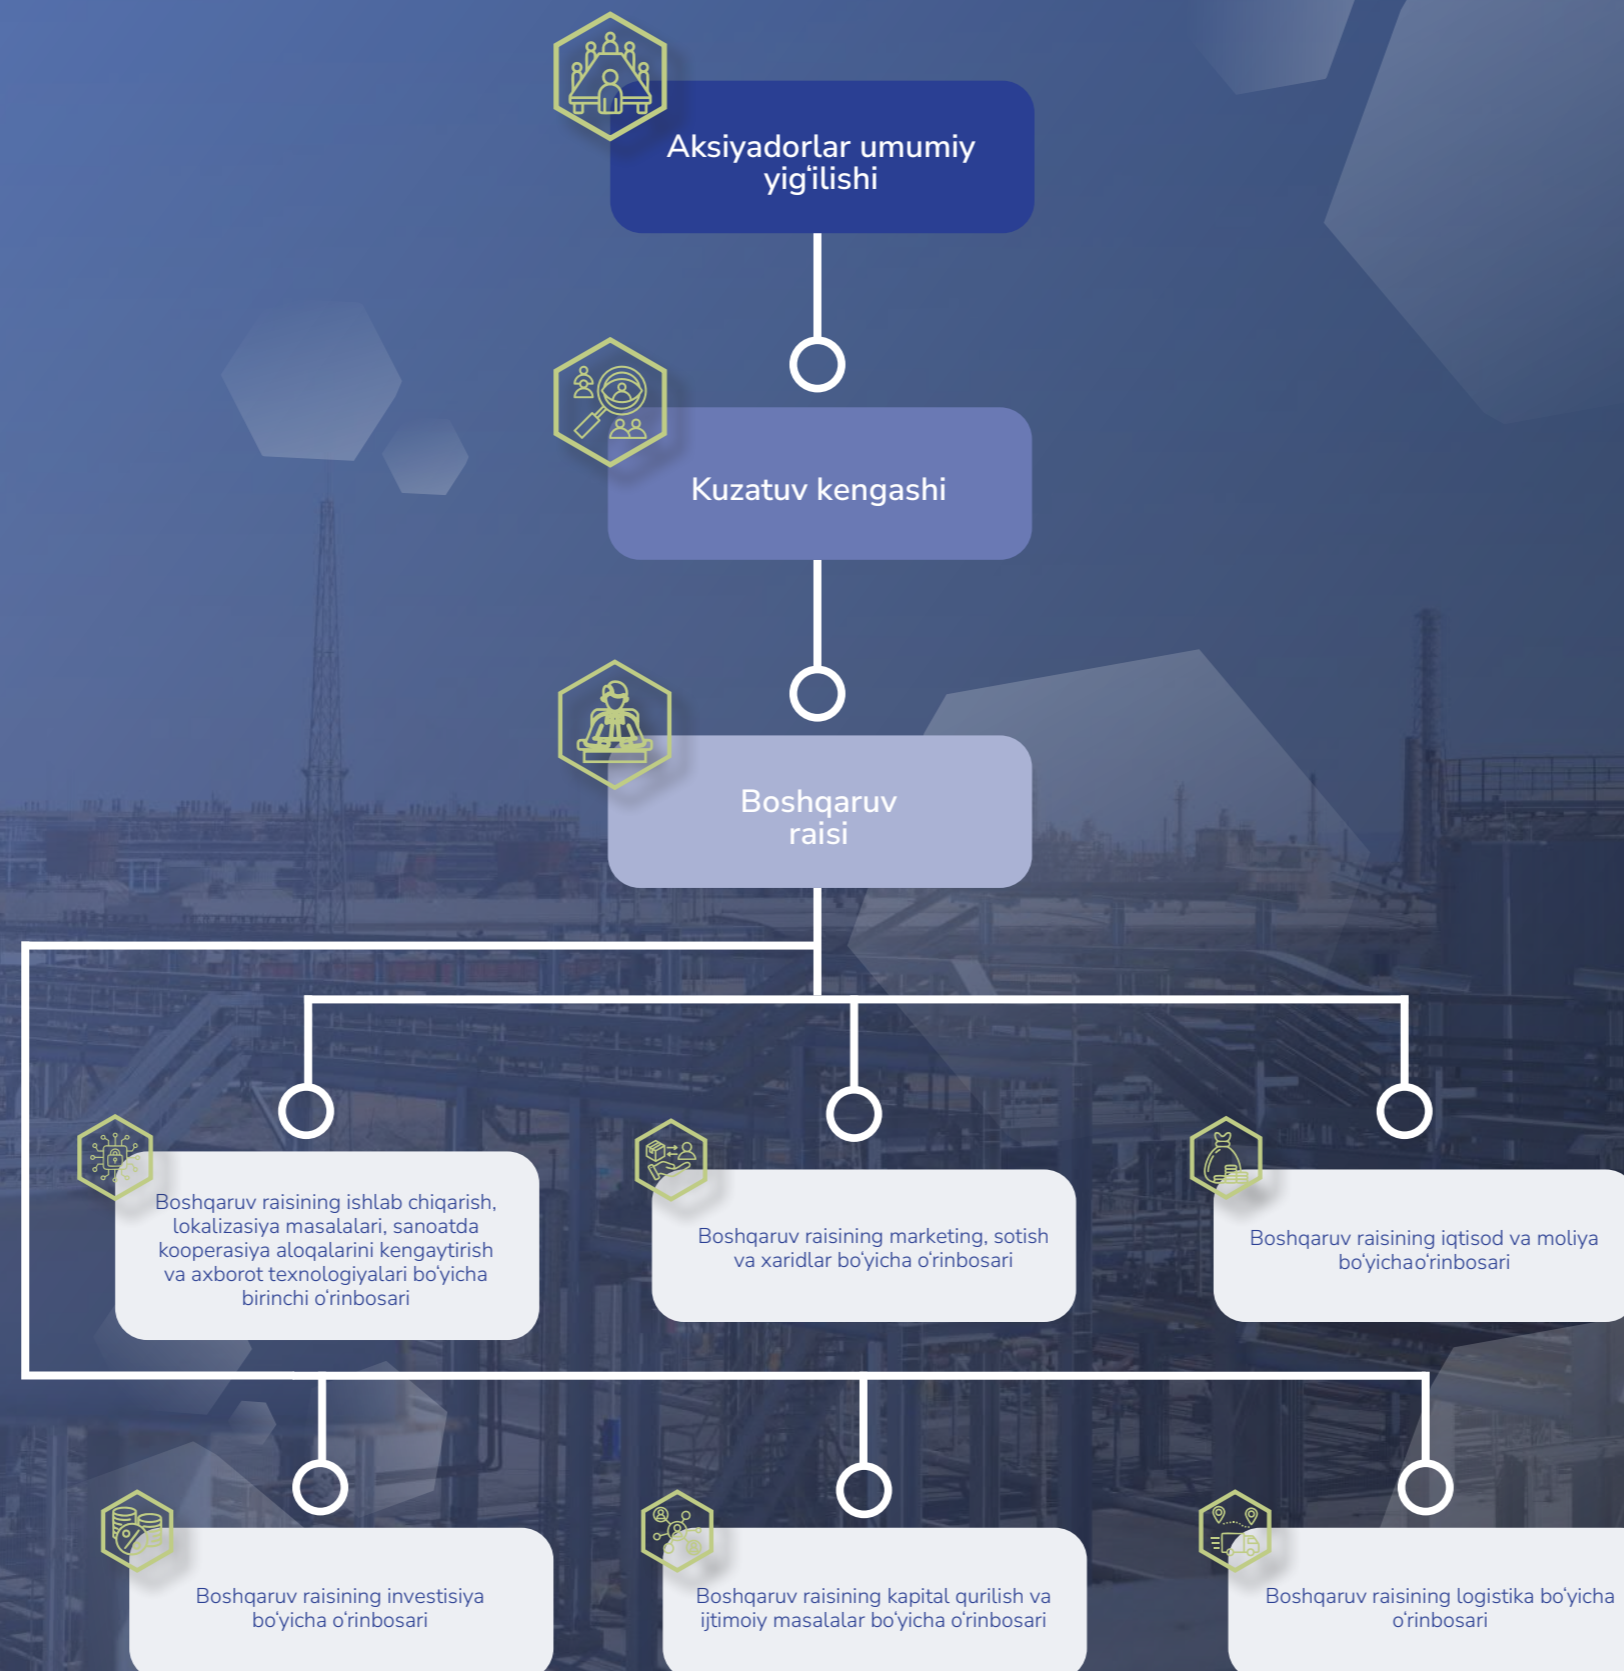 Aksiyadorlar umumiy
yig‘ilishi
Kuzatuv kengashi
Boshqaruv
raisi
Boshqaruv raisining ishlab chiqarish,
lokalizasiya masalalari, sanoatda
kooperasiya aloqalarini kengaytirish
va axborot texnologiyalari bo‘yicha
birinchi o‘rinbosari
Boshqaruv raisining marketing, sotish
va xaridlar bo‘yicha o‘rinbosari
Boshqaruv raisining iqtisod va moliya
bo‘yichao‘rinbosari
Boshqaruv raisining investisiya
bo‘yicha o‘rinbosari
Boshqaruv raisining kapital qurilish va
ijtimoiy masalalar bo‘yicha o‘rinbosari
Boshqaruv raisining logistika bo‘yicha
o‘rinbosari